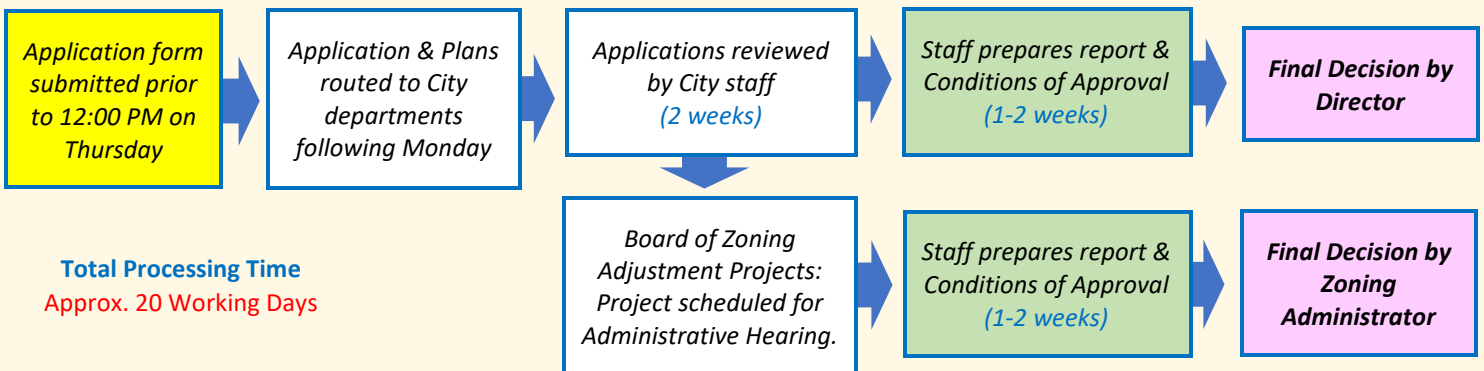 Application form
submitted prior
to 12:00 PM on
Thursday
Application & Plans
routed to City
departments
following Monday
Applications reviewed
by City staff
(2 weeks)
Staff prepares report &
Conditions of Approval
(1-2 weeks)
Final Decision by
Director
Board of Zoning
Adjustment Projects:
Project scheduled for
Administrative Hearing.
Staff prepares report &
Conditions of Approval
(1-2 weeks)
Final Decision by
Zoning
Administrator
Total Processing Time
Approx. 20 Working Days